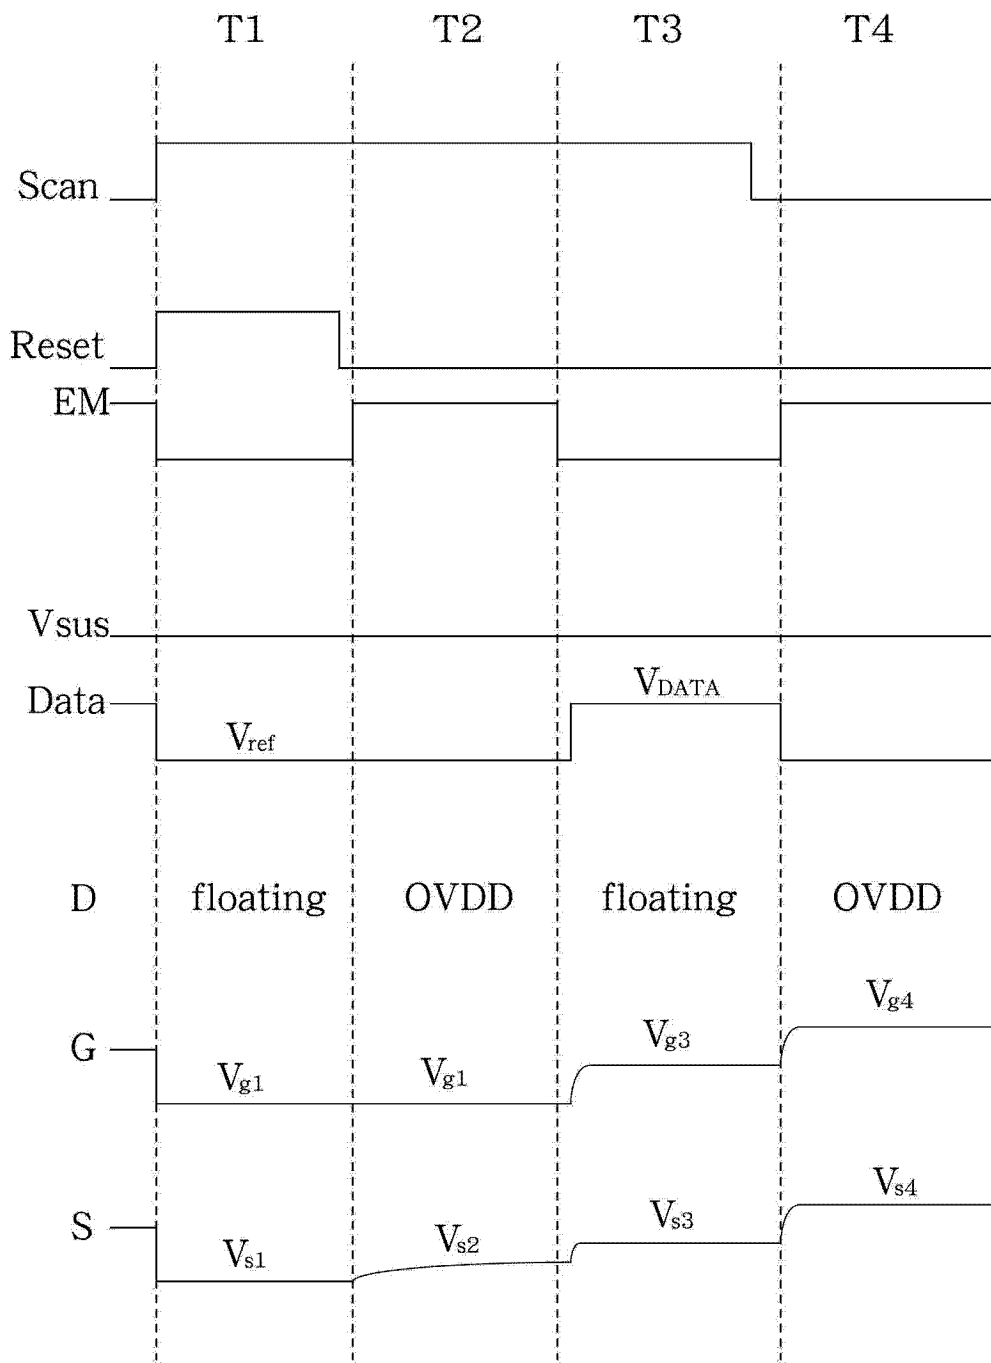 T1 T2 T3 T4
Scan
Reset
EM
Vsus
Data Vref VDATA
D floating OVDD floating OVDD
G Vg1 Vg1 Vg3 Vg4
S Vs1 Vs2 Vs3 Vs4